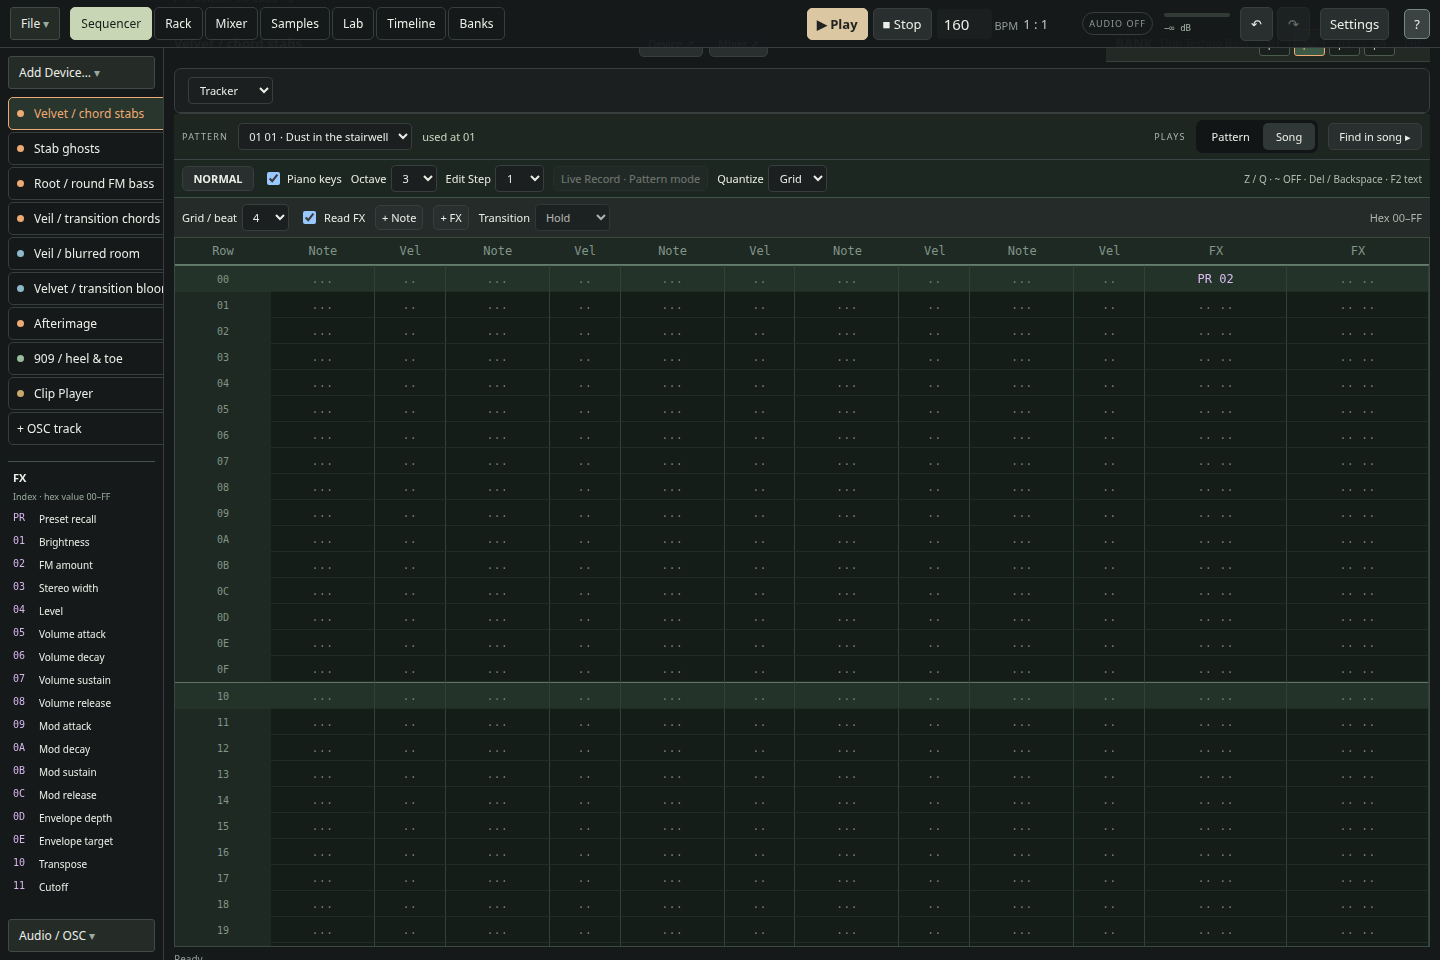 File ▾ Sequencer Rack Mixer Samples Lab Timeline Banks ▶ Play ■ Stop 160 BPM 1 : 1 AUDIO OFF −∞ dB ↶ ↷ Settings ?
Add Device... ▾
Velvet / chord stabs
Stab ghosts
Root / round FM bass
Veil / transition chords
Veil / blurred room
Velvet / transition bloo
Afterimage
909 / heel & toe
Clip Player
+ OSC track
FX
Index · hex value 00–FF
PR Preset recall
01 Brightness
02 FM amount
03 Stereo width
04 Level
05 Volume attack
06 Volume decay
07 Volume sustain
08 Volume release
09 Mod attack
0A Mod decay
0B Mod sustain
0C Mod release
0D Envelope depth
0E Envelope target
10 Transpose
11 Cutoff
Audio / OSC ▾
Tracker
PATTERN 01 01 · Dust in the stairwell used at 01 PLAYS Pattern Song Find in song ▸
NORMAL Piano keys Octave 3 Edit Step 1 Live Record · Pattern mode Quantize Grid Z / Q · ~ OFF · Del / Backspace · F2 text
Grid / beat 4 Read FX + Note + FX Transition Hold Hex 00–FF
Row Note Vel Note Vel Note Vel Note Vel Note Vel FX FX
00 ... .. ... .. ... .. ... .. ... .. PR 02 .. ..
01 ... .. ... .. ... .. ... .. ... .. .. .. .. ..
02 ... .. ... .. ... .. ... .. ... .. .. .. .. ..
03 ... .. ... .. ... .. ... .. ... .. .. .. .. ..
04 ... .. ... .. ... .. ... .. ... .. .. .. .. ..
05 ... .. ... .. ... .. ... .. ... .. .. .. .. ..
06 ... .. ... .. ... .. ... .. ... .. .. .. .. ..
07 ... .. ... .. ... .. ... .. ... .. .. .. .. ..
08 ... .. ... .. ... .. ... .. ... .. .. .. .. ..
09 ... .. ... .. ... .. ... .. ... .. .. .. .. ..
0A ... .. ... .. ... .. ... .. ... .. .. .. .. ..
0B ... .. ... .. ... .. ... .. ... .. .. .. .. ..
0C ... .. ... .. ... .. ... .. ... .. .. .. .. ..
0D ... .. ... .. ... .. ... .. ... .. .. .. .. ..
0E ... .. ... .. ... .. ... .. ... .. .. .. .. ..
0F ... .. ... .. ... .. ... .. ... .. .. .. .. ..
10 ... .. ... .. ... .. ... .. ... .. .. .. .. ..
11 ... .. ... .. ... .. ... .. ... .. .. .. .. ..
12 ... .. ... .. ... .. ... .. ... .. .. .. .. ..
13 ... .. ... .. ... .. ... .. ... .. .. .. .. ..
14 ... .. ... .. ... .. ... .. ... .. .. .. .. ..
15 ... .. ... .. ... .. ... .. ... .. .. .. .. ..
16 ... .. ... .. ... .. ... .. ... .. .. .. .. ..
17 ... .. ... .. ... .. ... .. ... .. .. .. .. ..
18 ... .. ... .. ... .. ... .. ... .. .. .. .. ..
19 ... .. ... .. ... .. ... .. ... .. .. .. .. ..
Ready